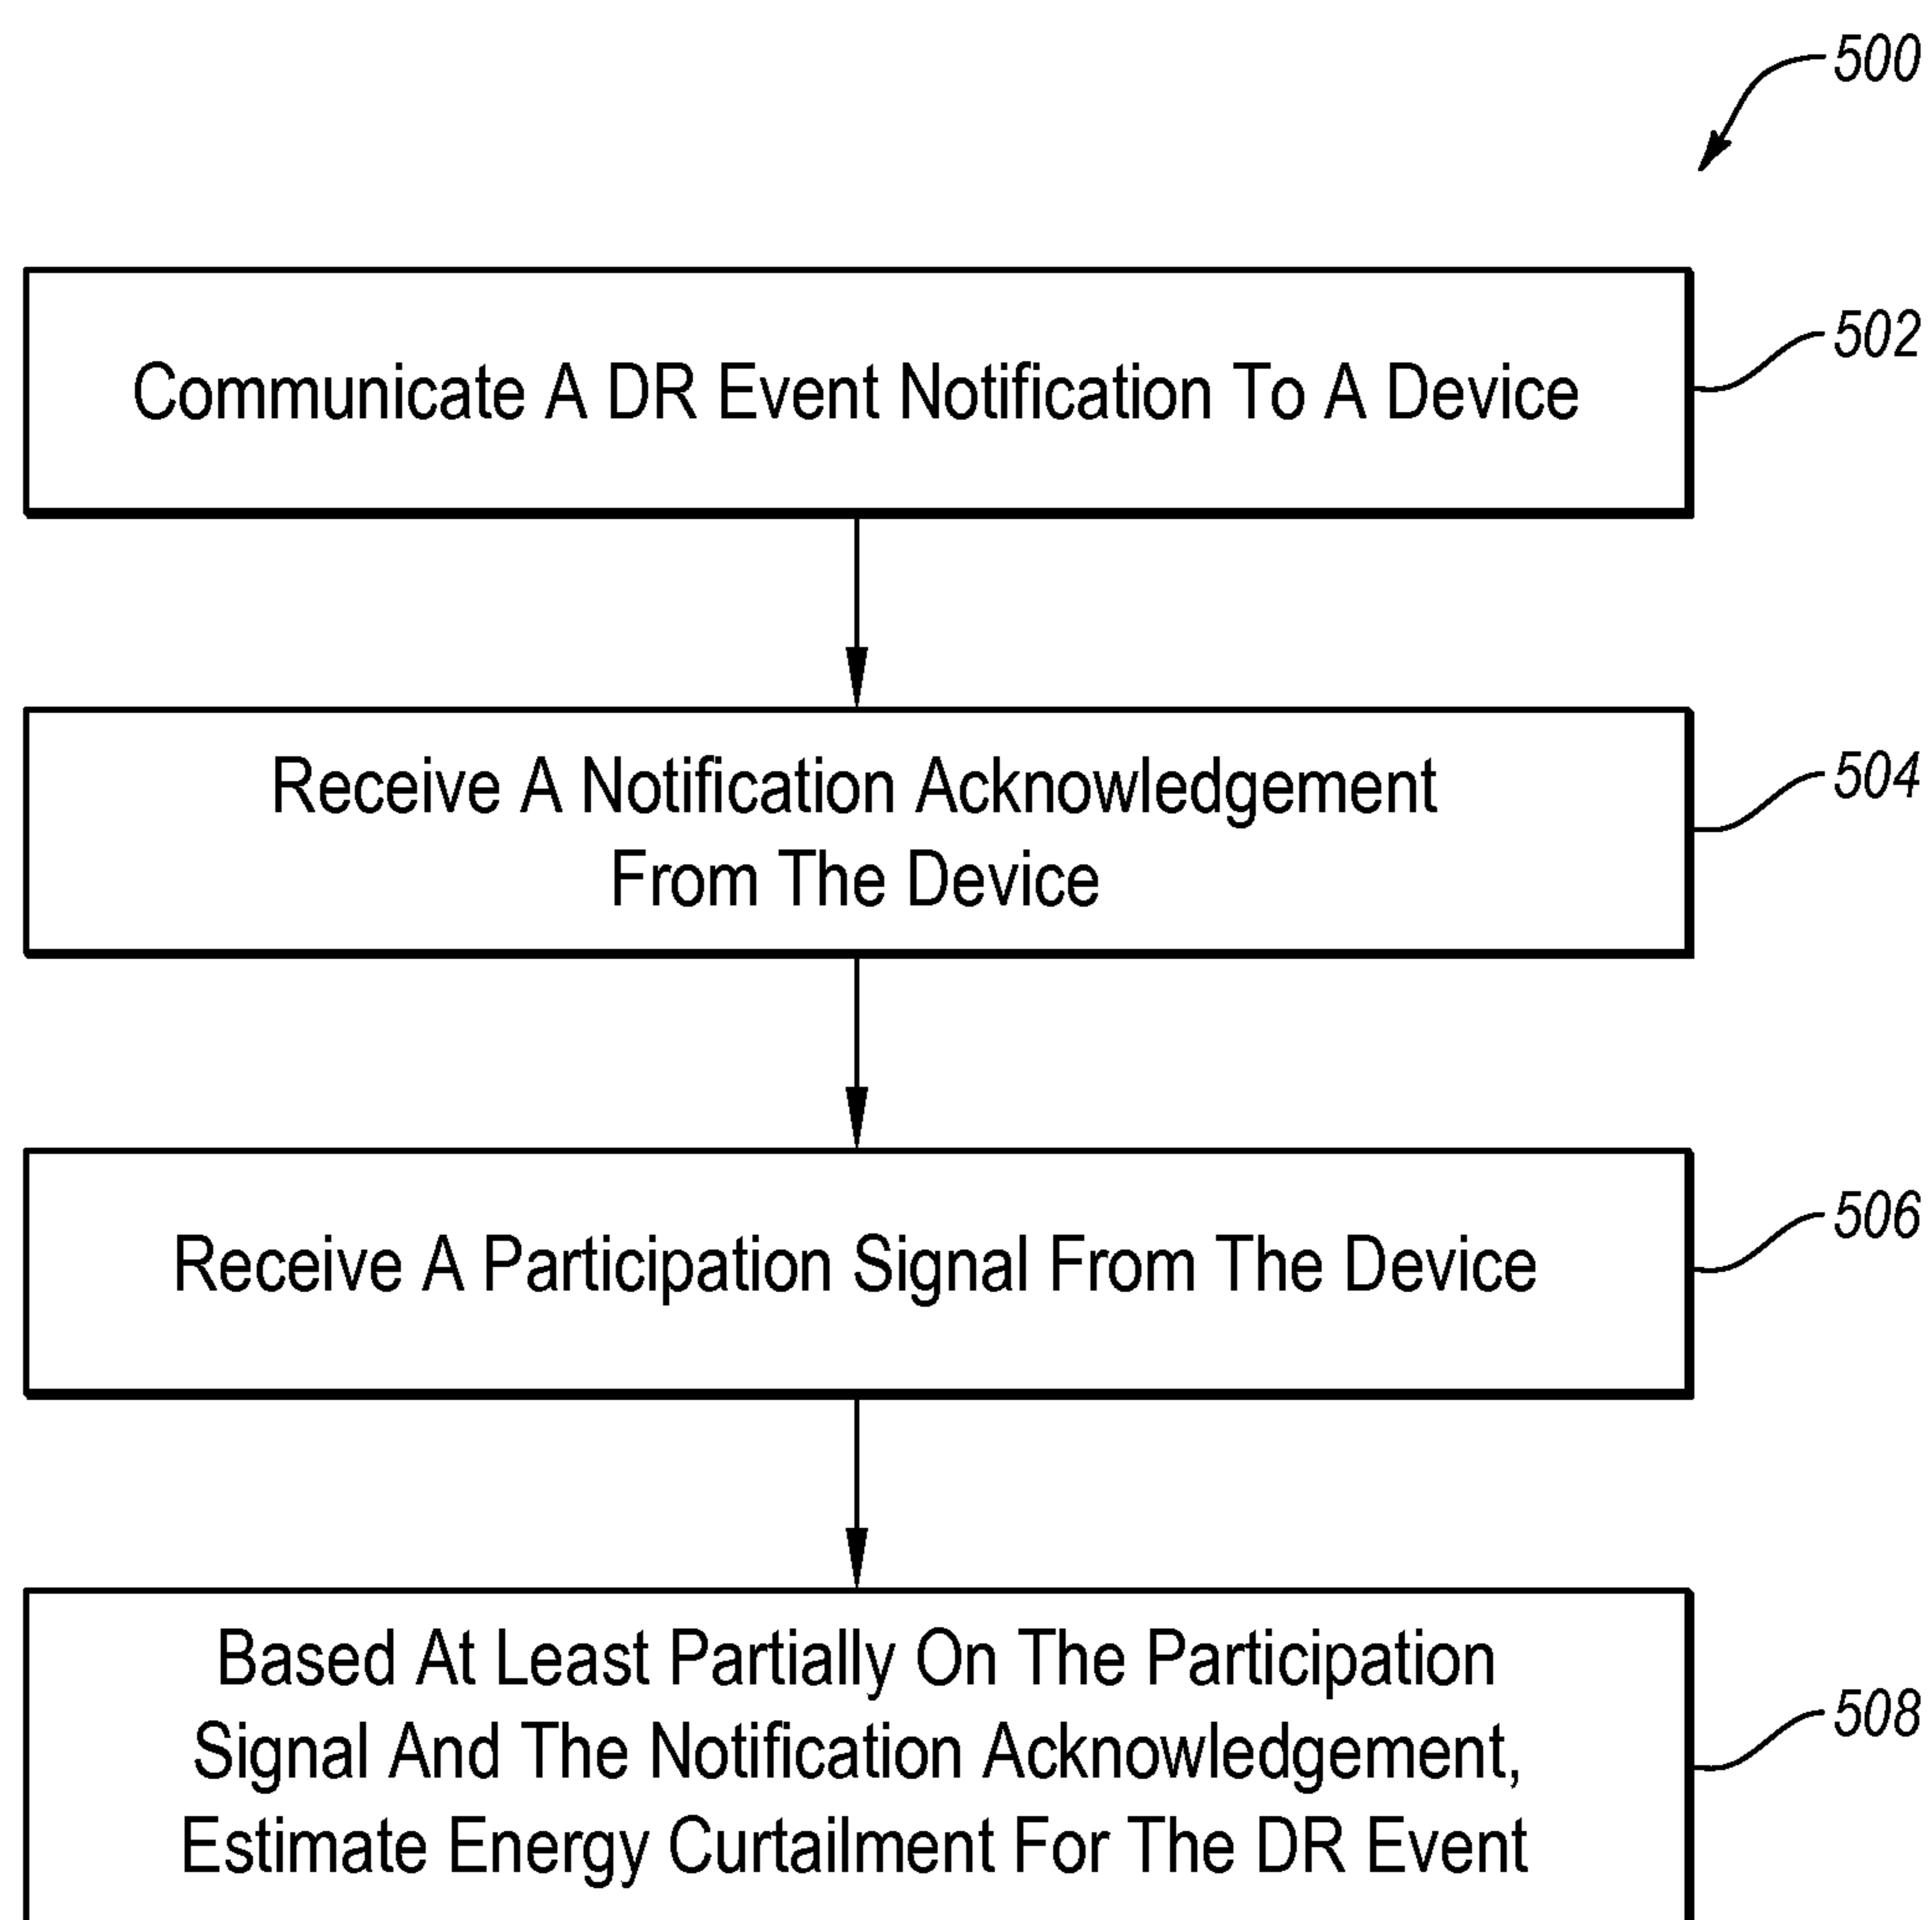 500
Communicate A DR Event Notification To A Device
502
Receive A Notification Acknowledgement
From The Device
504
Receive A Participation Signal From The Device
506
Based At Least Partially On The Participation
Signal And The Notification Acknowledgement,
Estimate Energy Curtailment For The DR Event
508